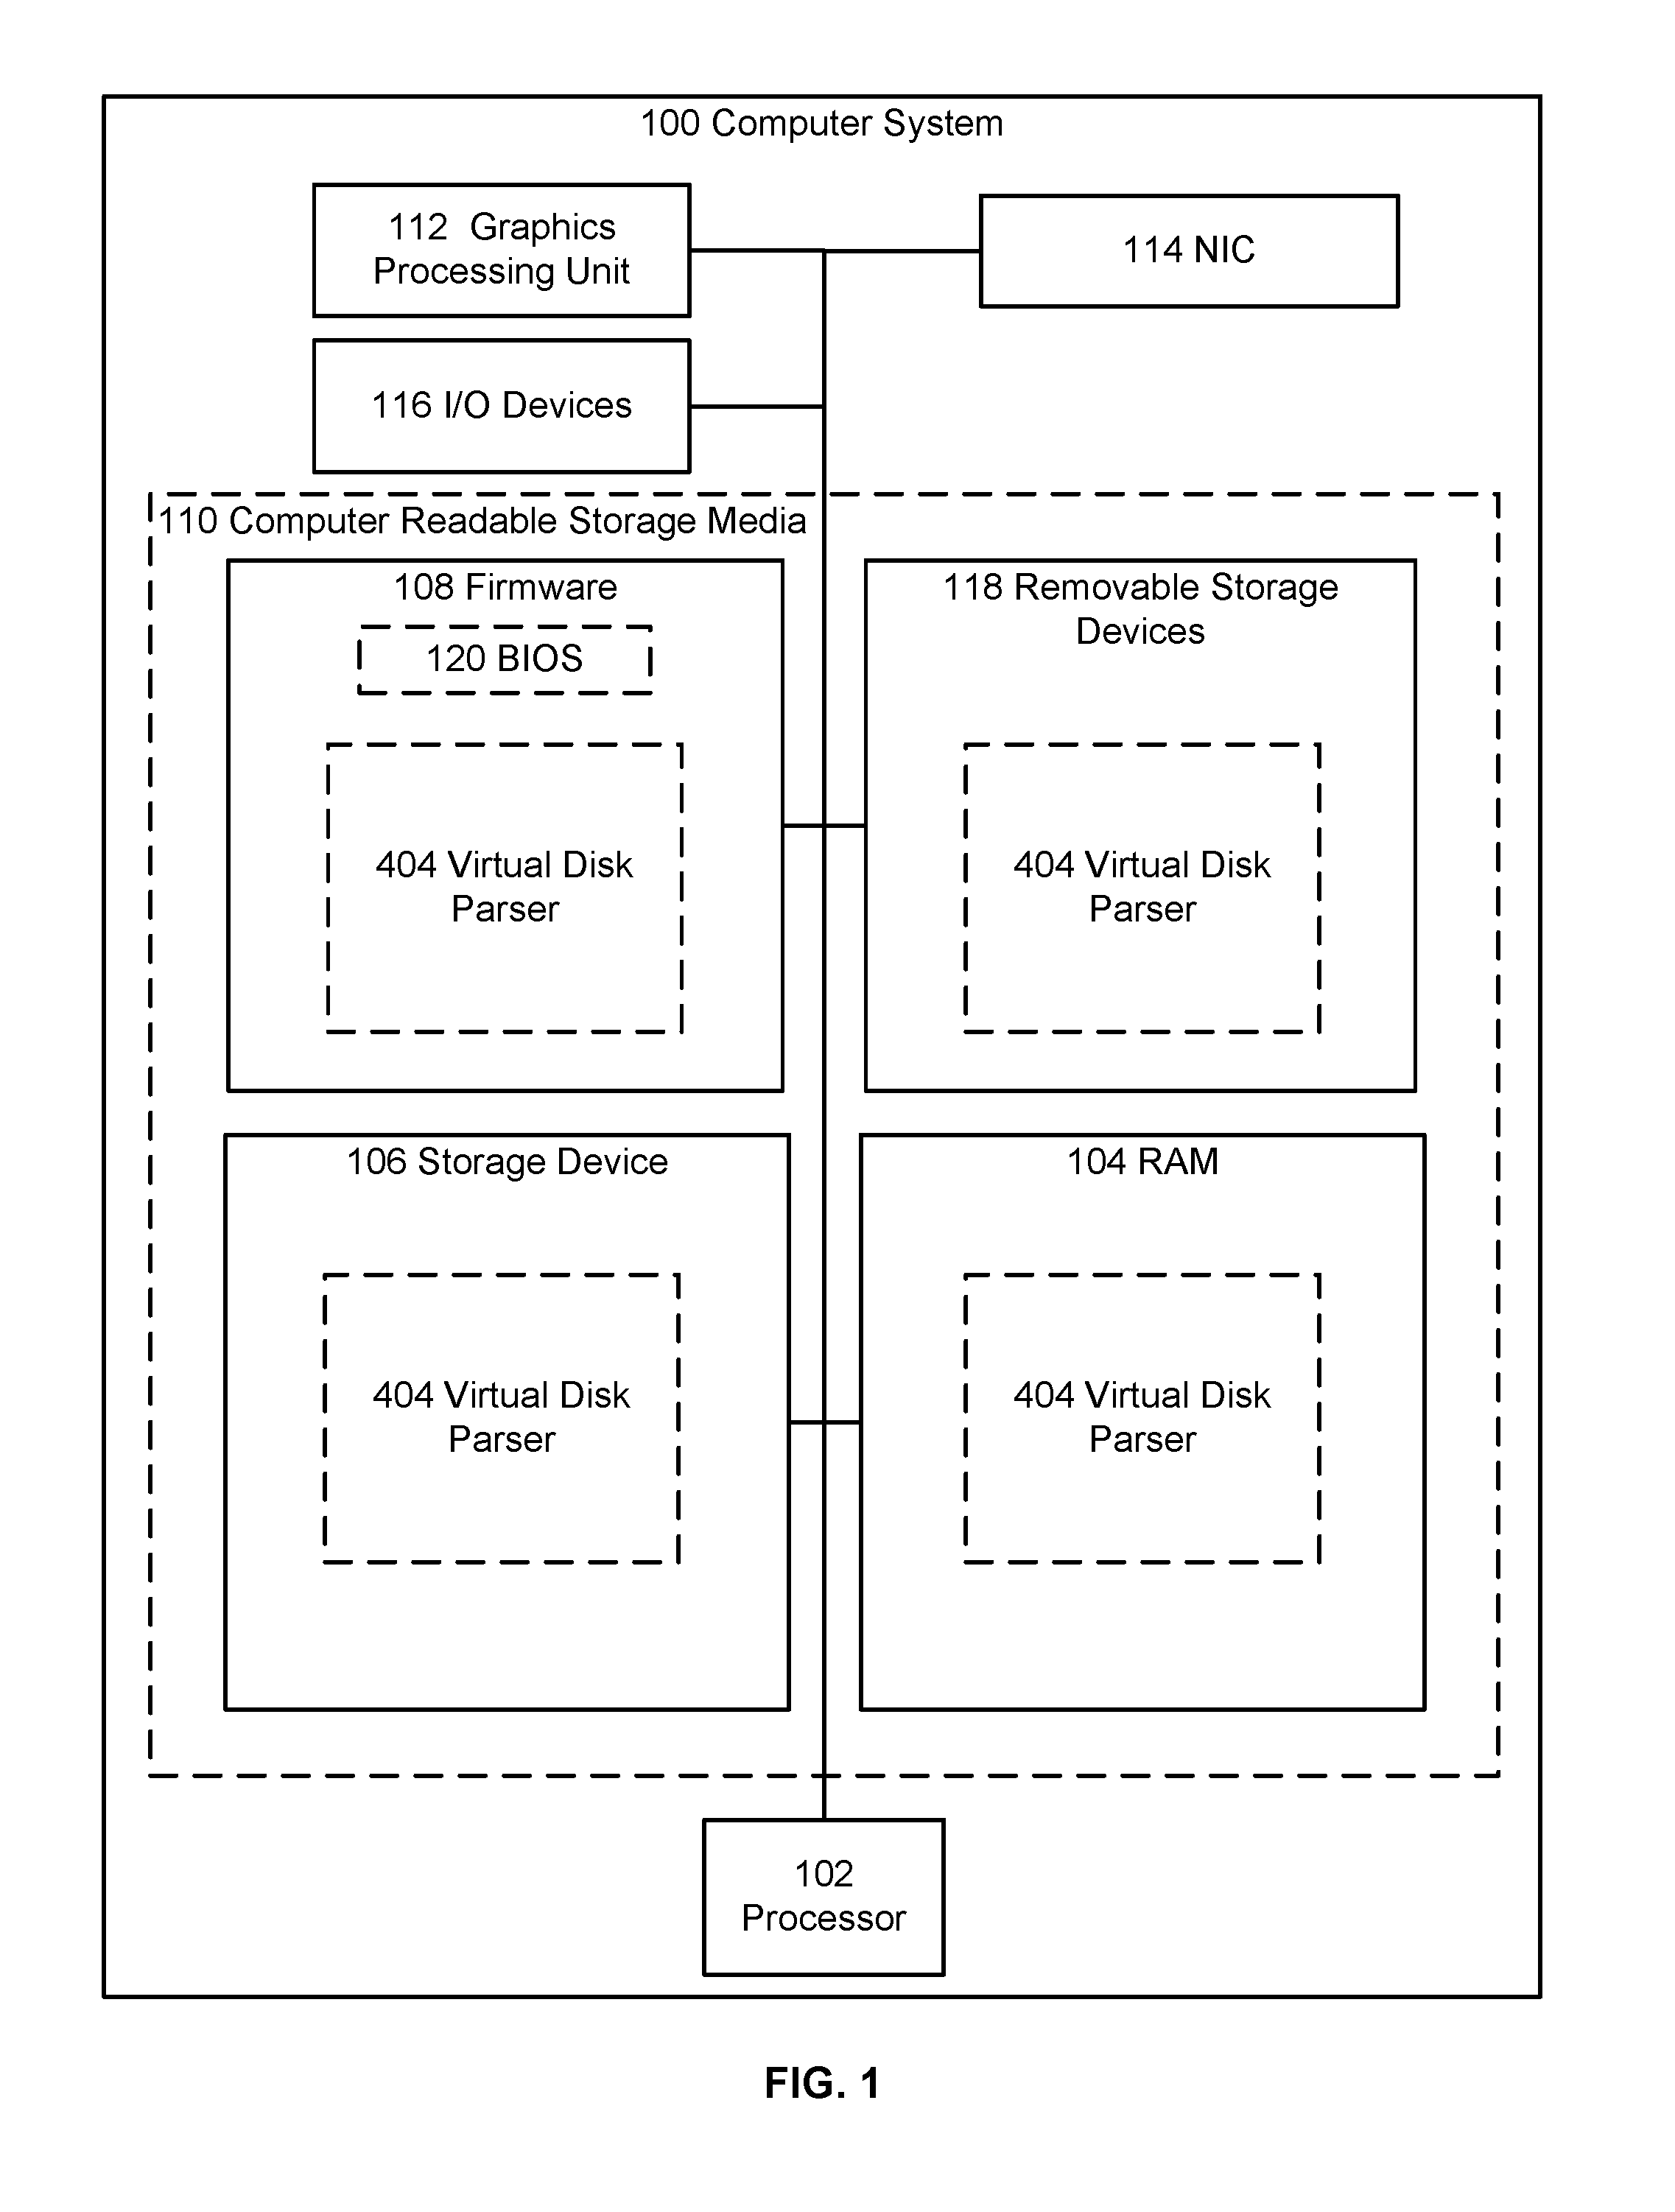 100 Computer System
112 Graphics
Processing Unit
114 NIC
116 I/O Devices
110 Computer Readable Storage Media
108 Firmware
120 BIOS
404 Virtual Disk
Parser
118 Removable Storage
Devices
404 Virtual Disk
Parser
106 Storage Device
404 Virtual Disk
Parser
104 RAM
404 Virtual Disk
Parser
102
Processor
FIG. 1